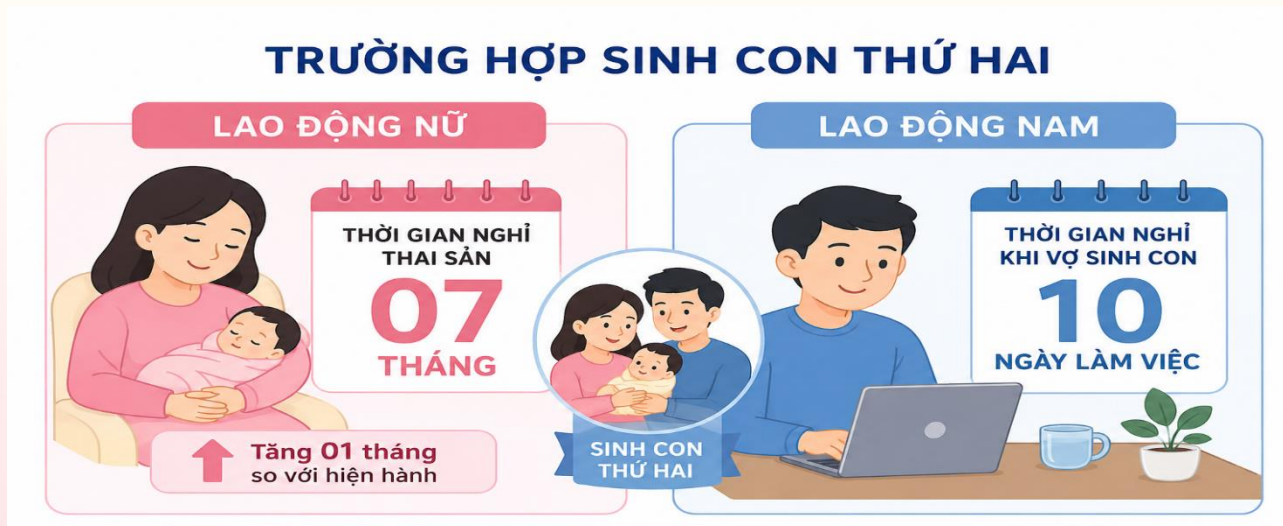 TRƯỜNG HỢP SINH CON THỨ HAI
LAO ĐỘNG NỮ
THỜI GIAN NGHỈ
THAI SẢN
07
THÁNG
Tăng 01 tháng
so với hiện hành
SINH CON
THỨ HAI
LAO ĐỘNG NAM
THỜI GIAN NGHỈ
KHI VỢ SINH CON
10
NGÀY LÀM VIỆC